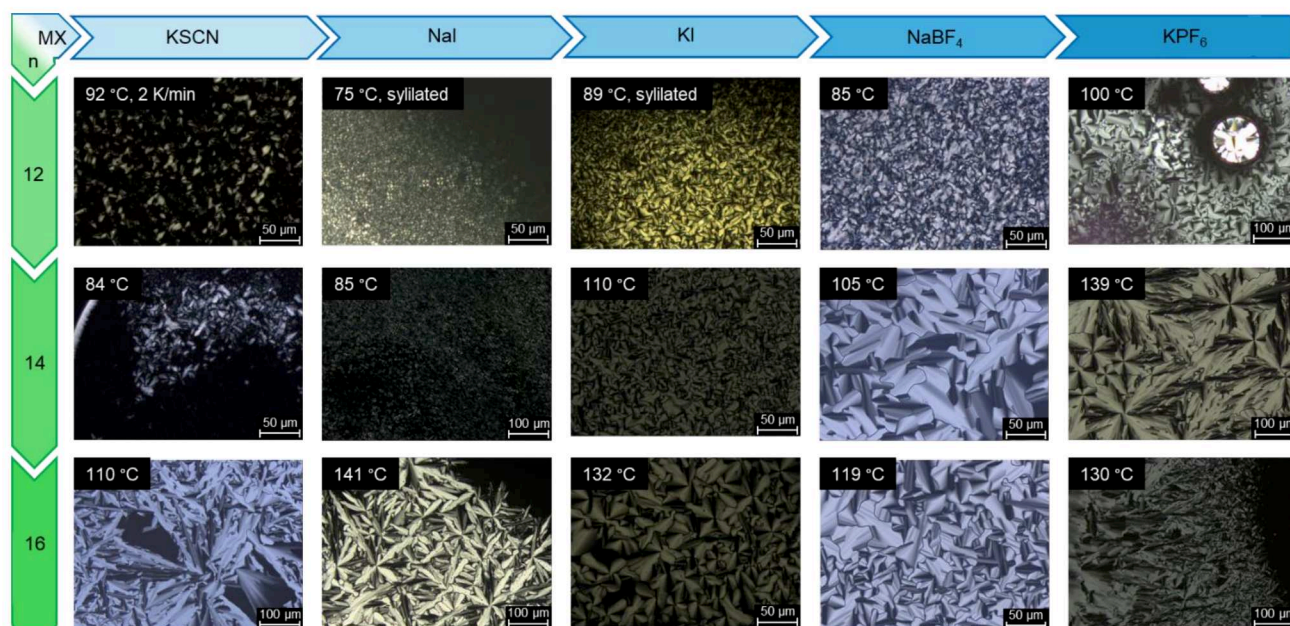 MX
n
KSCN
NaI
KI
NaBF₄
KPF₆
12
92 °C, 2 K/min
50 µm
75 °C, sylilated
50 µm
89 °C, sylilated
50 µm
85 °C
50 µm
100 °C
100 µm
14
84 °C
50 µm
85 °C
100 µm
110 °C
50 µm
105 °C
50 µm
139 °C
100 µm
16
110 °C
100 µm
141 °C
100 µm
132 °C
50 µm
119 °C
50 µm
130 °C
100 µm